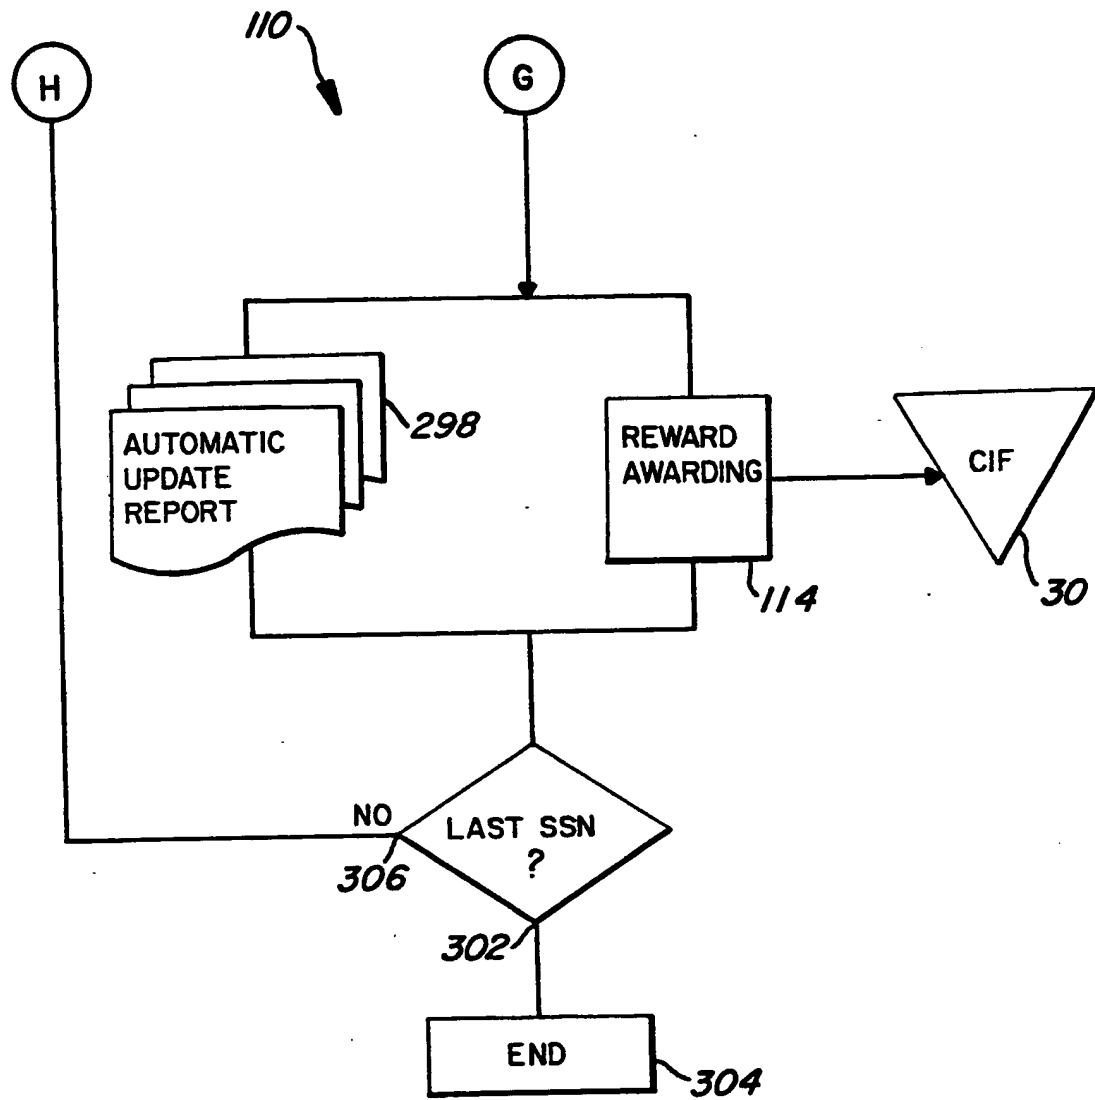 110
H
G
AUTOMATIC
UPDATE
REPORT
298
REWARD
AWARDING
114
CIF
30
NO
306
LAST SSN
?
302
END
304